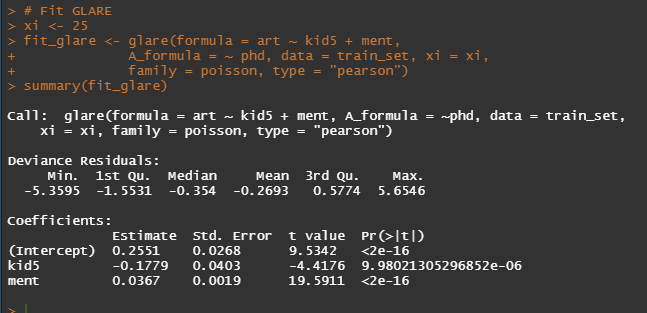 > # Fit GLARE
> xi <- 25
> fit_glare <- glare(formula = art ~ kid5 + ment,
+              A_formula = ~ phd, data = train_set, xi = xi,
+              family = poisson, type = "pearson")
> summary(fit_glare)
Call:  glare(formula = art ~ kid5 + ment, A_formula = ~phd, data = train_set,
    xi = xi, family = poisson, type = "pearson")
Deviance Residuals:
     Min.  1st Qu.  Median     Mean  3rd Qu.    Max.
  -5.3595  -1.5531  -0.354  -0.2693   0.5774  5.6546
Coefficients:
             Estimate  Std. Error  t value  Pr(>|t|)
(Intercept)  0.2551    0.0268       9.5342  <2e-16
kid5        -0.1779    0.0403      -4.4176  9.98021305296852e-06
ment         0.0367    0.0019      19.5911  <2e-16
>